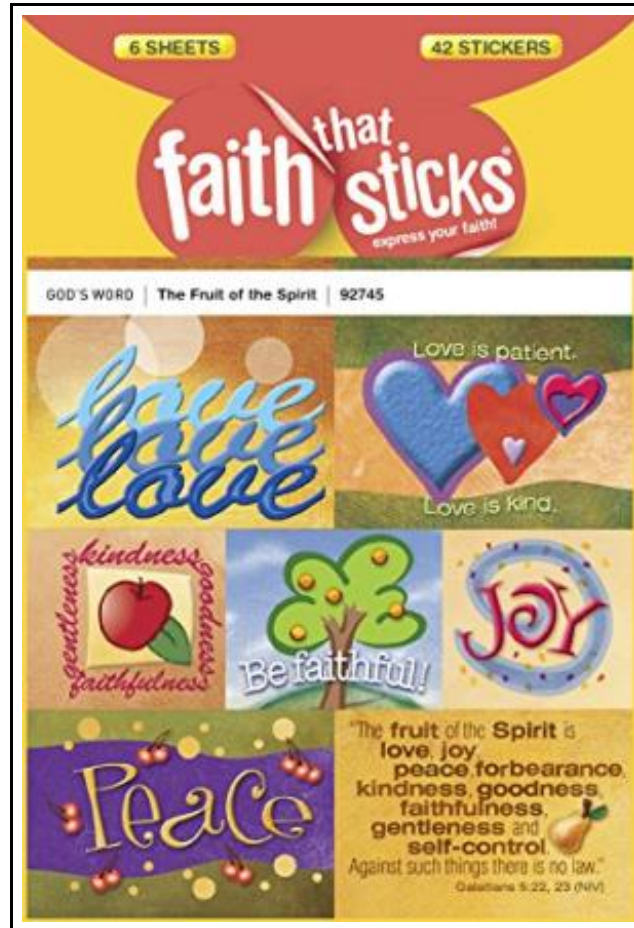 6 SHEETS
42 STICKERS
faith that sticks®
express your faith!
GOD'S WORD | The Fruit of the Spirit | 92745
love
love
love
Love is patient.
Love is kind.
kindness
goodness
gentleness
faithfulness
Be faithful!
JOY
Peace
"The fruit of the Spirit is
love, joy,
peace, forbearance,
kindness, goodness,
faithfulness,
gentleness and
self-control.
Against such things there is no law."
Galatians 5:22, 23 (NIV)